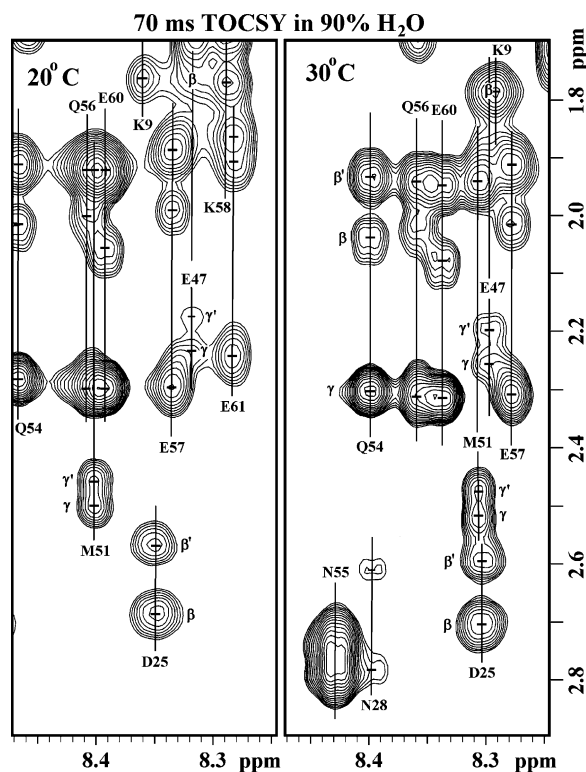 70 ms TOCSY in 90% H2O
20°C
Q56
E60
K9
β
K58
E47
γ'
γ
Q54
E57
E61
γ'
γ
M51
β'
β
D25
8.4
8.3
ppm
30°C
K9
Q56
E60
β
β'
β
E47
γ'
γ
γ
Q54
M51
E57
γ'
γ
N55
β'
β
N28
D25
8.4
8.3
ppm
ppm
1.8
2.0
2.2
2.4
2.6
2.8